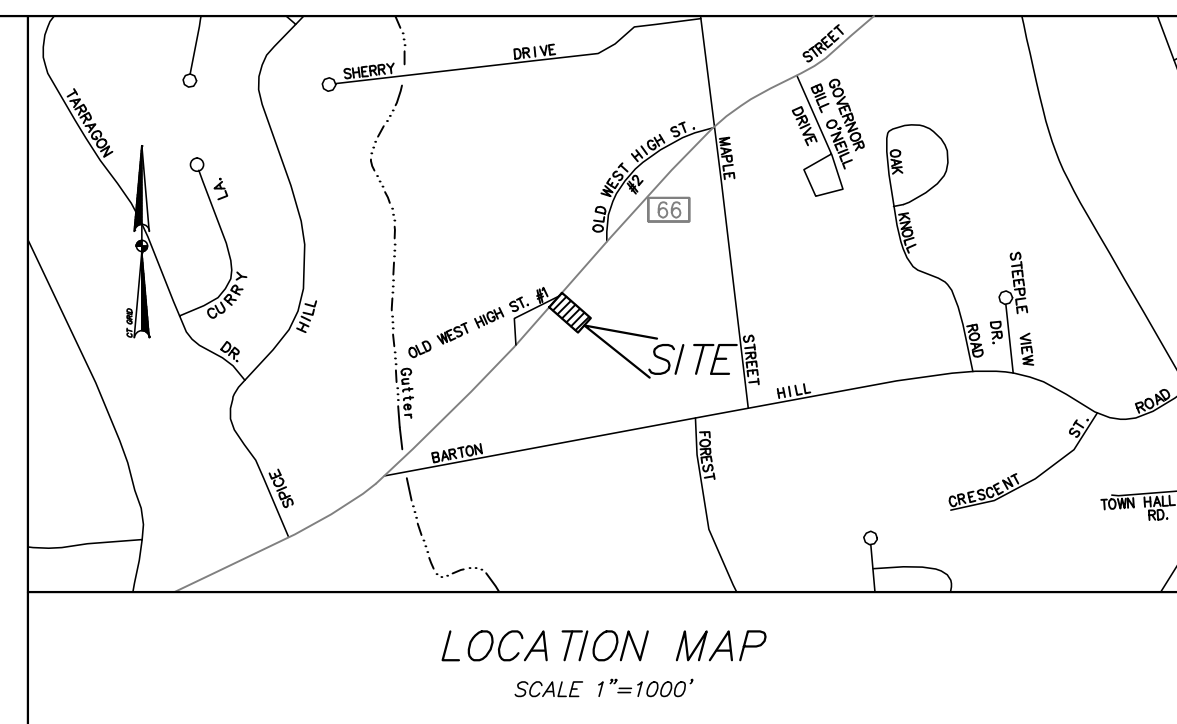 STREET
DRIVE
SHERRY
TARRAGON
GOVERNOR
BILL O'NEILL
DRIVE
OLD WEST HIGH ST.
#2
MAPLE
OAK
LA.
66
KNOLL
CURRY
STEEPLE VIEW
DR.
HILL
CT GRID
OLD WEST HIGH ST. #1
DR.
ROAD
SITE
STREET
Gutter
HILL
ROAD
BARTON
FOREST
ST.
SPICE
CRESCENT
TOWN HALL
RD.
LOCATION MAP
SCALE 1"=1000'